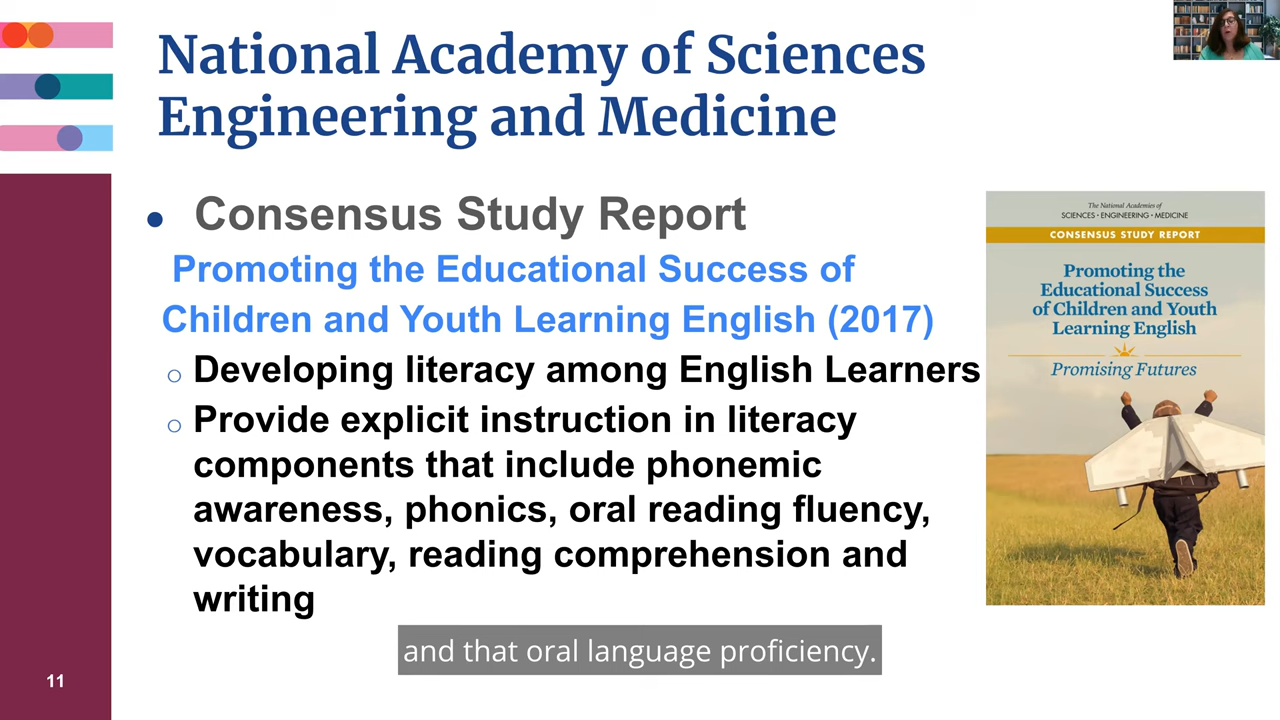 National Academy of Sciences
Engineering and Medicine
Consensus Study Report
Promoting the Educational Success of
Children and Youth Learning English (2017)
Developing literacy among English Learners
Provide explicit instruction in literacy
components that include phonemic
awareness, phonics, oral reading fluency,
vocabulary, reading comprehension and
writing
The National Academies of
SCIENCES • ENGINEERING • MEDICINE
CONSENSUS STUDY REPORT
Promoting the
Educational Success
of Children and Youth
Learning English
Promising Futures
and that oral language proficiency.
11